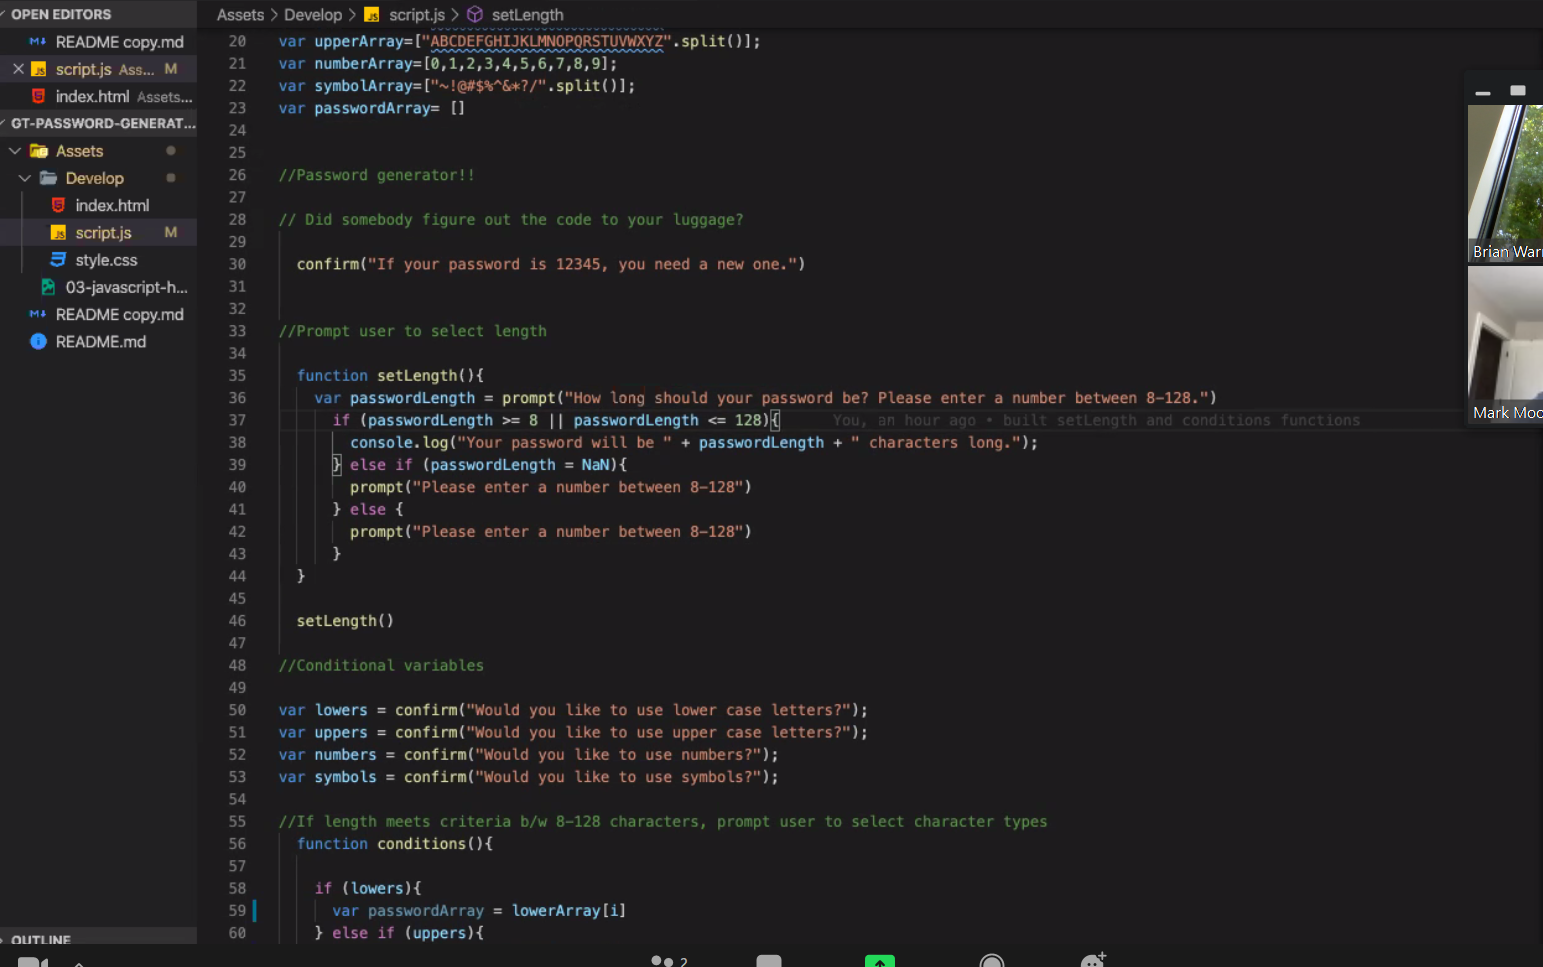 OPEN EDITORS
README copy.md
script.js Ass... M
index.html Assets...
GT-PASSWORD-GENERAT...
Assets
Develop
index.html
script.js M
style.css
03-javascript-h...
README copy.md
README.md
OUTLINE
Assets > Develop > JS script.js > setLength
20 var upperArray=["ABCDEFGHIJKLMNOPQRSTUVWXYZ".split()];
21 var numberArray=[0,1,2,3,4,5,6,7,8,9];
22 var symbolArray=["~!@#$%^&*?/".split()];
23 var passwordArray= []
24
25
26 //Password generator!!
27
28 // Did somebody figure out the code to your luggage?
29
30 confirm("If your password is 12345, you need a new one.")
31
32
33 //Prompt user to select length
34
35 function setLength(){
36 var passwordLength = prompt("How long should your password be? Please enter a number between 8-128.")
37 if (passwordLength >= 8 || passwordLength <= 128){ You, an hour ago • built setLength and conditions functions
38 console.log("Your password will be " + passwordLength + " characters long.");
39 } else if (passwordLength = NaN){
40 prompt("Please enter a number between 8-128")
41 } else {
42 prompt("Please enter a number between 8-128")
43 }
44 }
45
46 setLength()
47
48 //Conditional variables
49
50 var lowers = confirm("Would you like to use lower case letters?");
51 var uppers = confirm("Would you like to use upper case letters?");
52 var numbers = confirm("Would you like to use numbers?");
53 var symbols = confirm("Would you like to use symbols?");
54
55 //If length meets criteria b/w 8-128 characters, prompt user to select character types
56 function conditions(){
57
58 if (lowers){
59 var passwordArray = lowerArray[i]
60 } else if (uppers){
Brian War
Mark Moo
2